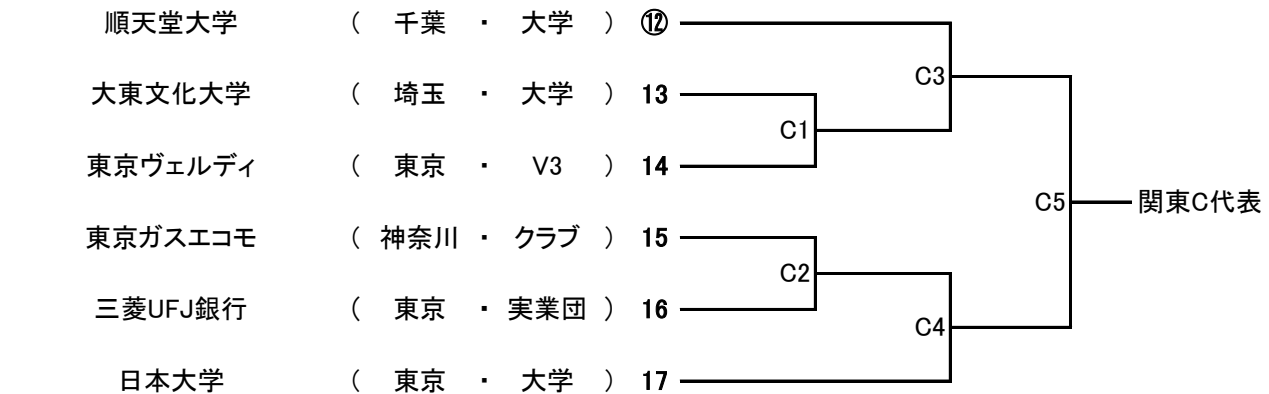 順天堂大学 ( 千葉 ・ 大学 ) ⑫
C3
大東文化大学 ( 埼玉 ・ 大学 ) 13
C1
東京ヴェルディ ( 東京 ・ V3 ) 14
C5 関東C代表
東京ガスエコモ ( 神奈川 ・ クラブ ) 15
C2
三菱UFJ銀行 ( 東京 ・ 実業団 ) 16
C4
日本大学 ( 東京 ・ 大学 ) 17